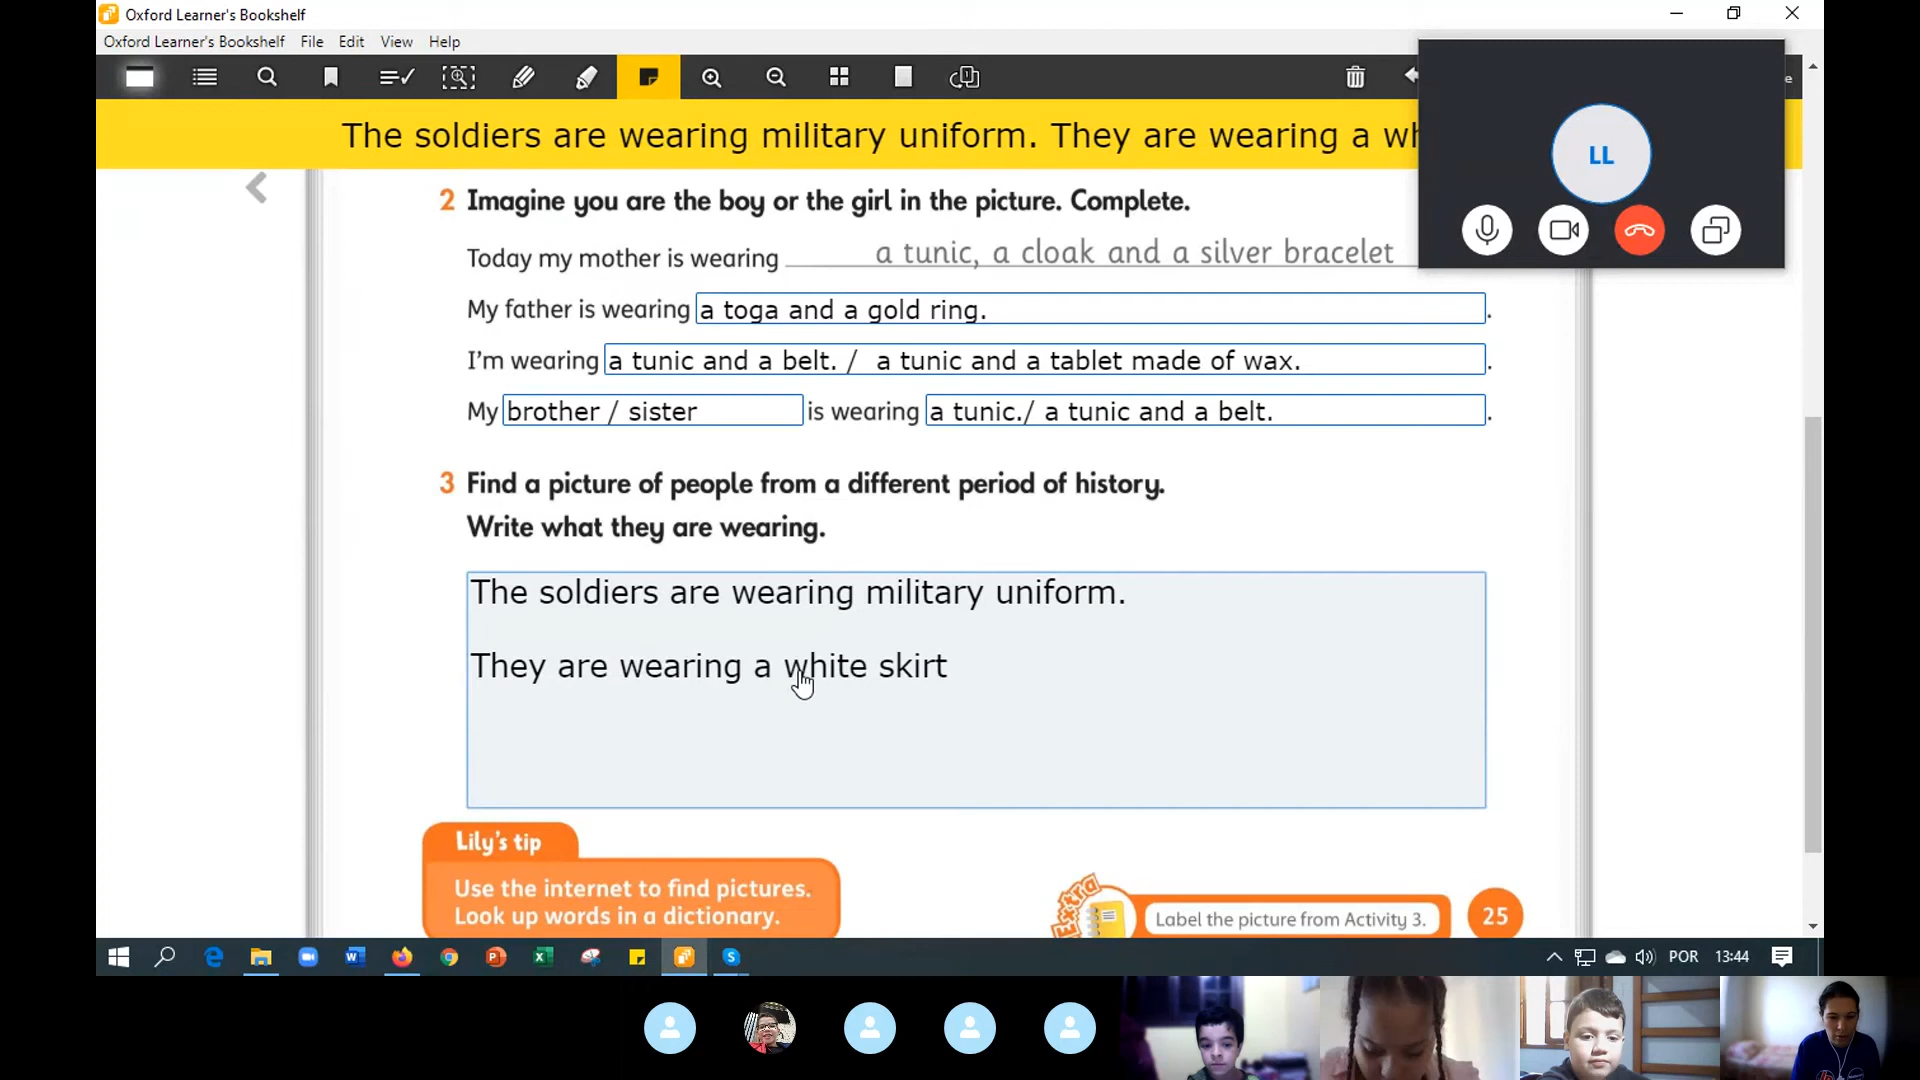 Oxford Learner's Bookshelf
Oxford Learner's Bookshelf File Edit View Help
The soldiers are wearing military uniform. They are wearing a wh
LL
2 Imagine you are the boy or the girl in the picture. Complete.
Today my mother is wearing a tunic, a cloak and a silver bracelet
My father is wearing a toga and a gold ring. .
I'm wearing a tunic and a belt. / a tunic and a tablet made of wax. .
My brother / sister is wearing a tunic./ a tunic and a belt. .
3 Find a picture of people from a different period of history.
Write what they are wearing.
The soldiers are wearing military uniform.
They are wearing a white skirt
Lily's tip
Use the internet to find pictures.
Look up words in a dictionary.
Extra
Label the picture from Activity 3.
25
POR 13:44